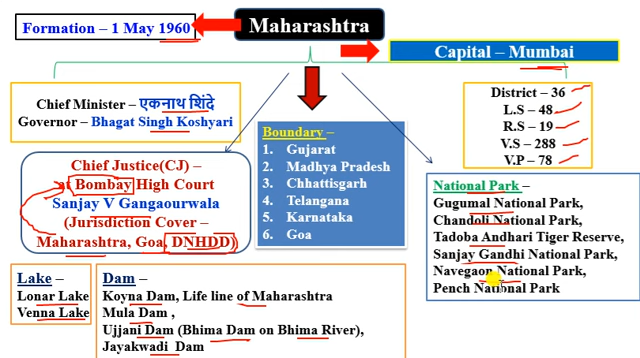 Maharashtra
Formation – 1 May 1960
Capital – Mumbai
Chief Minister – एकनाथ शिंदे
Governor – Bhagat Singh Koshyari
District – 36
L.S – 48
R.S – 19
V.S – 288
V.P – 78
Boundary –
1. Gujarat
2. Madhya Pradesh
3. Chhattisgarh
4. Telangana
5. Karnataka
6. Goa
Chief Justice(CJ) –
at Bombay High Court
Sanjay V Gangaourwala
(Jurisdiction Cover –
Maharashtra, Goa, DNHDD)
National Park –
Gugumal National Park,
Chandoli National Park,
Tadoba Andhari Tiger Reserve,
Sanjay Gandhi National Park,
Navegaon National Park,
Pench National Park
Lake –
Lonar Lake
Venna Lake
Dam –
Koyna Dam, Life line of Maharashtra
Mula Dam ,
Ujjani Dam (Bhima Dam on Bhima River),
Jayakwadi Dam